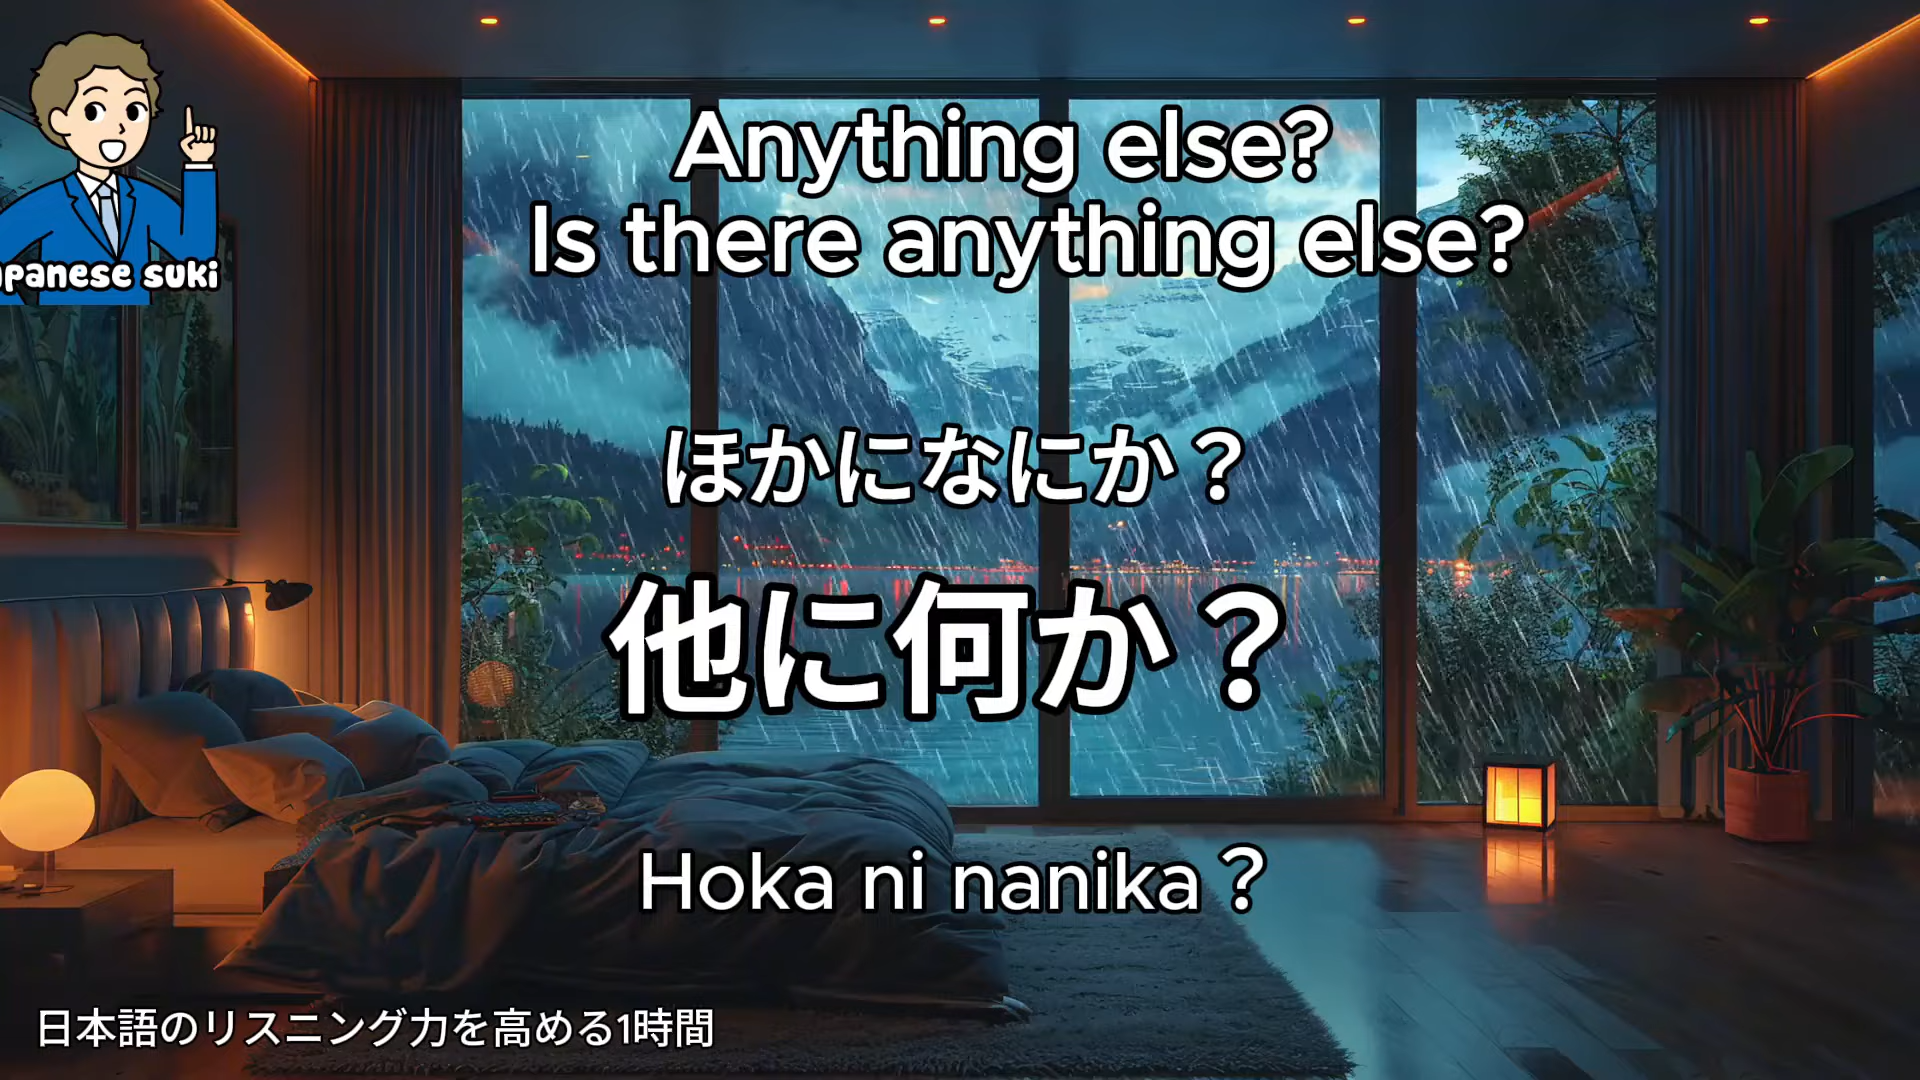 Anything else?
Is there anything else?
ほかになにか？
他に何か？
Hoka ni nanika？
suki
日本語のリスニング力を高める1時間